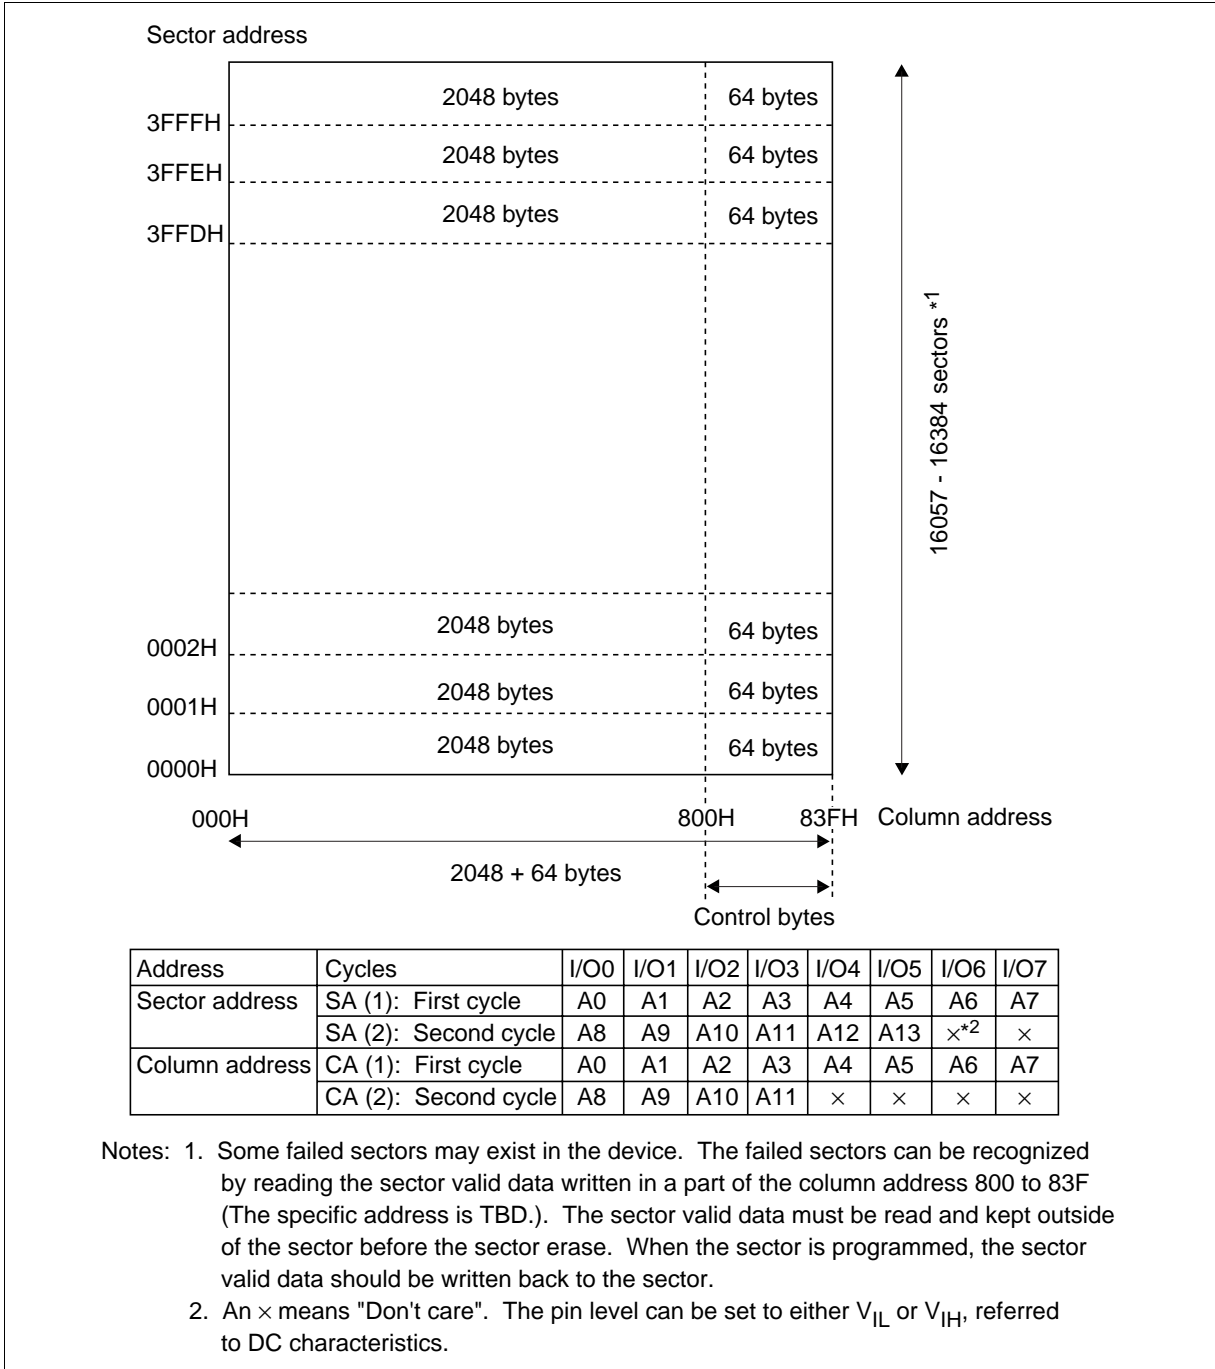 Sector address
2048 bytes 64 bytes
3FFFH
2048 bytes 64 bytes
3FFEH
2048 bytes 64 bytes
3FFDH
16057 - 16384 sectors *1
2048 bytes 64 bytes
0002H
2048 bytes 64 bytes
0001H
2048 bytes 64 bytes
0000H
000H 800H 83FH Column address
2048 + 64 bytes
Control bytes
Address Cycles I/O0 I/O1 I/O2 I/O3 I/O4 I/O5 I/O6 I/O7
Sector address SA (1): First cycle A0 A1 A2 A3 A4 A5 A6 A7
SA (2): Second cycle A8 A9 A10 A11 A12 A13 ×*2 ×
Column address CA (1): First cycle A0 A1 A2 A3 A4 A5 A6 A7
CA (2): Second cycle A8 A9 A10 A11 × × × ×
Notes: 1. Some failed sectors may exist in the device. The failed sectors can be recognized
by reading the sector valid data written in a part of the column address 800 to 83F
(The specific address is TBD.). The sector valid data must be read and kept outside
of the sector before the sector erase. When the sector is programmed, the sector
valid data should be written back to the sector.
2. An × means "Don't care". The pin level can be set to either VIL or VIH, referred
to DC characteristics.